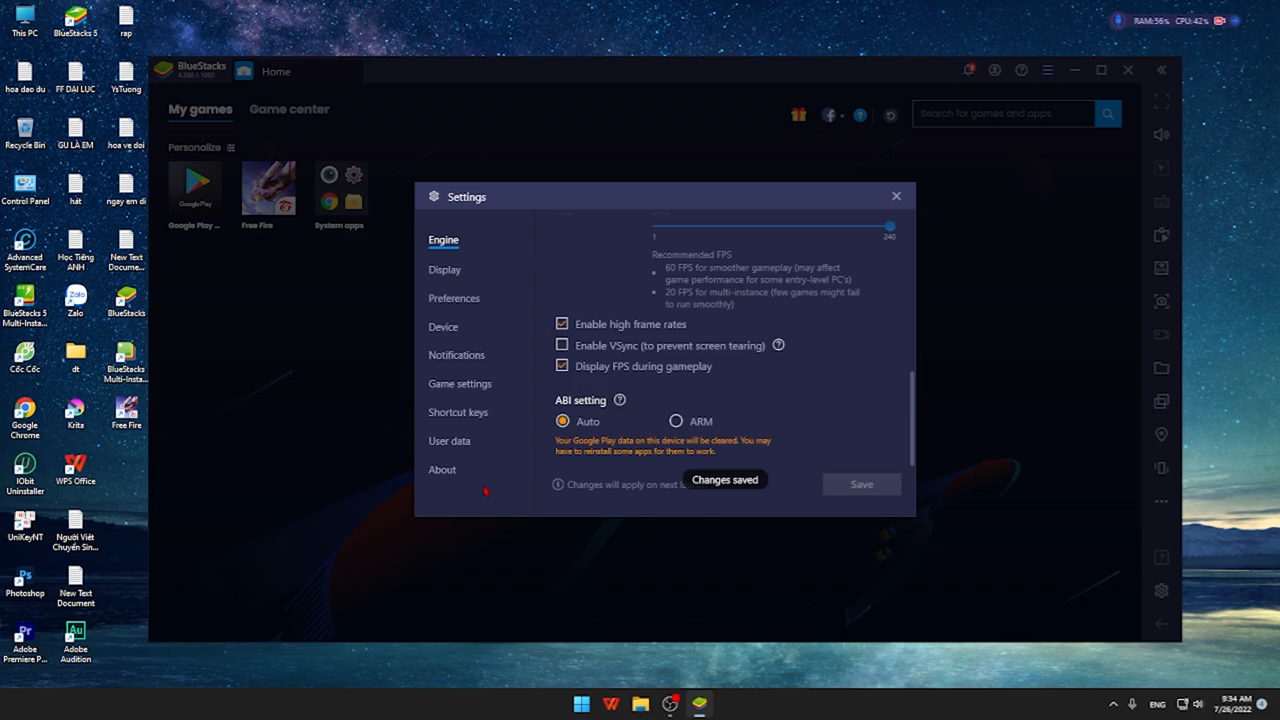 This PC
BlueStacks 5
rap
hoa dao du
FF DAI LUC
YsTuong
Recycle Bin
GU LÀ EM
hoa ve doi
Control Panel
hát
ngay em di
Advanced
SystemCare
Học Tiếng
ANH
New Text
Docume...
BlueStacks 5
Multi-Insta...
Zalo
BlueStacks
Cốc Cốc
dt
BlueStacks
Multi-Insta...
Google
Chrome
Krita
Free Fire
IObit
Uninstaller
WPS Office
UniKeyNT
Người Việt
Chuyển Sin...
Photoshop
New Text
Document
Adobe
Premiere P...
Adobe
Audition
RAM:56% CPU:42%
BlueStacks
Home
My games
Game center
Search for games and apps
Personalize
Google Play
Google Play ...
Free Fire
System apps
Settings
Engine
Display
Preferences
Device
Notifications
Game settings
Shortcut keys
User data
About
1
240
Recommended FPS
60 FPS for smoother gameplay (may affect
game performance for some entry-level PC's)
20 FPS for multi-instance (few games might fail
to run smoothly)
Enable high frame rates
Enable VSync (to prevent screen tearing)
Display FPS during gameplay
ABI setting
Auto
ARM
Your Google Play data on this device will be cleared. You may
have to reinstall some apps for them to work.
Changes will apply on next
Changes saved
Save
ENG
9:34 AM
7/26/2022